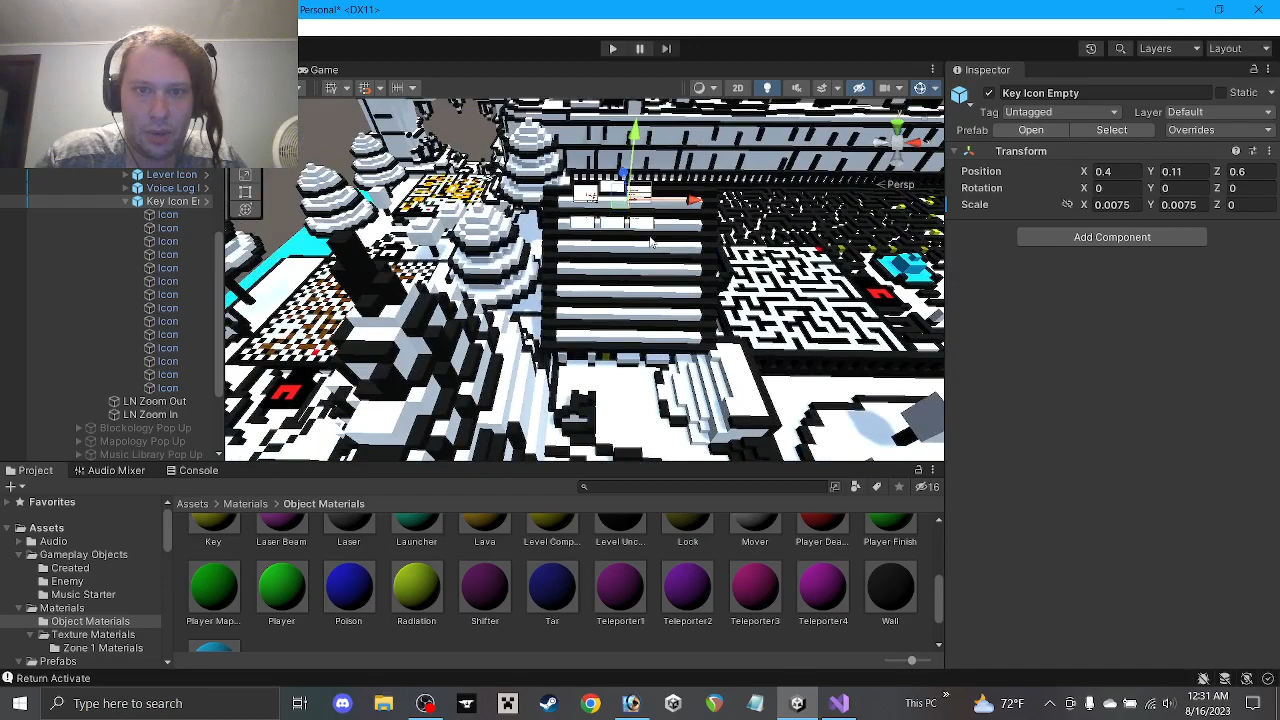 Personal* <DX11>
Game
Layers
Layout
2D
Persp
Lever Icon
Voice Log I
Key Icon Er
Icon
Icon
Icon
Icon
Icon
Icon
Icon
Icon
Icon
Icon
Icon
Icon
Icon
Icon
LN Zoom Out
LN Zoom In
Blockology Pop Up
Mapology Pop Up
Music Library Pop Up
Inspector
Key Icon Empty
Static
Tag Untagged
Layer Default
Prefab Open Select Overrides
Transform
Position X 0.4 Y 0.11 Z 0.6
Rotation X 0 Y 0 Z 0
Scale X 0.0075 Y 0.0075 Z 0
Add Component
Project
Audio Mixer
Console
16
Favorites
Assets
Audio
Gameplay Objects
Created
Enemy
Music Starter
Materials
Object Materials
Texture Materials
Zone 1 Materials
Prefabs
Assets > Materials > Object Materials
Key
Laser Beam
Laser
Launcher
Lava
Level Comp...
Level Unc...
Lock
Mover
Player Dea...
Player Finish
Player Map...
Player
Poison
Radiation
Shifter
Tar
Teleporter1
Teleporter2
Teleporter3
Teleporter4
Wall
Return Activate
Type here to search
This PC
72°F
12:31 AM
8/16/2023